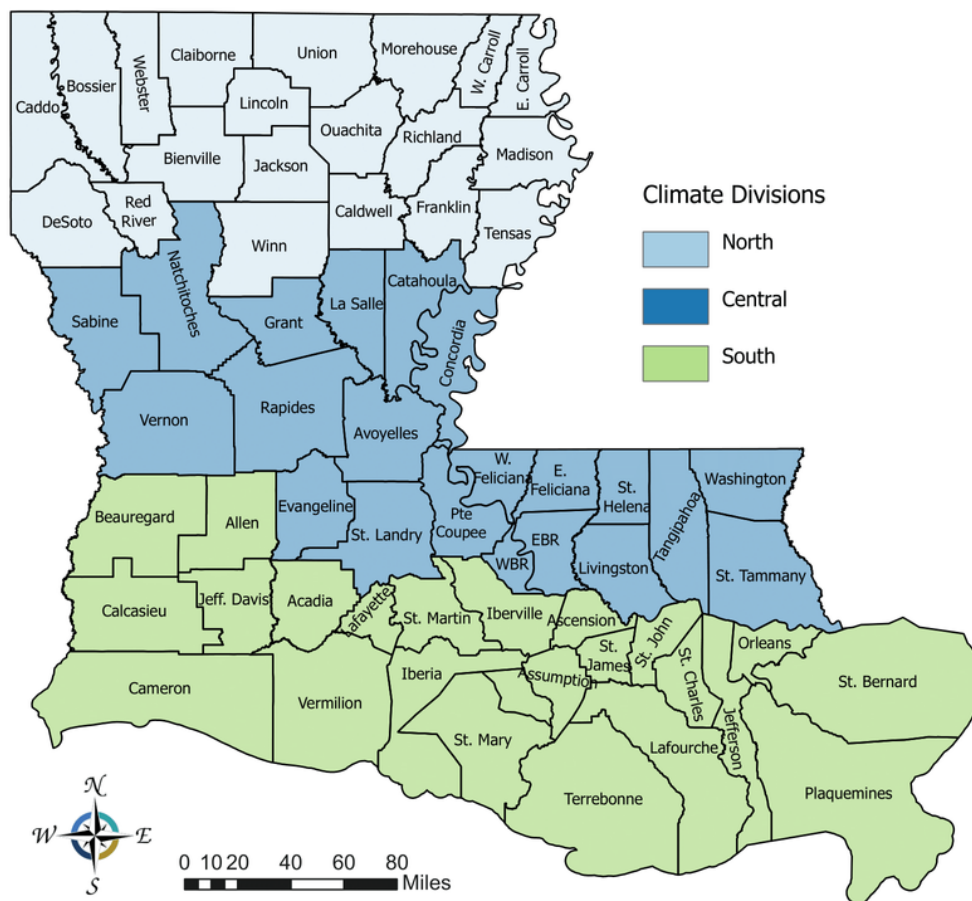 Caddo
Bossier
Webster
Claiborne
Union
Morehouse
W. Carroll
E. Carroll
Lincoln
Ouachita
Richland
Madison
Bienville
Jackson
DeSoto
Red
River
Caldwell
Franklin
Tensas
Winn
Natchitoches
Sabine
Grant
La Salle
Catahoula
Concordia
Vernon
Rapides
Avoyelles
Climate Divisions
North
Central
South
Beauregard
Allen
Evangeline
St. Landry
Pte
Coupee
W.
Feliciana
E.
Feliciana
St.
Helena
Tangipahoa
Washington
WBR
EBR
Livingston
St. Tammany
Calcasieu
Jeff. Davis
Acadia
Lafayette
St. Martin
Iberville
Ascension
St.
James
St. John
St. Charles
Orleans
St. Bernard
Cameron
Vermilion
Iberia
Assumption
St. Mary
Terrebonne
Lafourche
Jefferson
Plaquemines
N
W
E
S
0 10 20 40 60 80
Miles